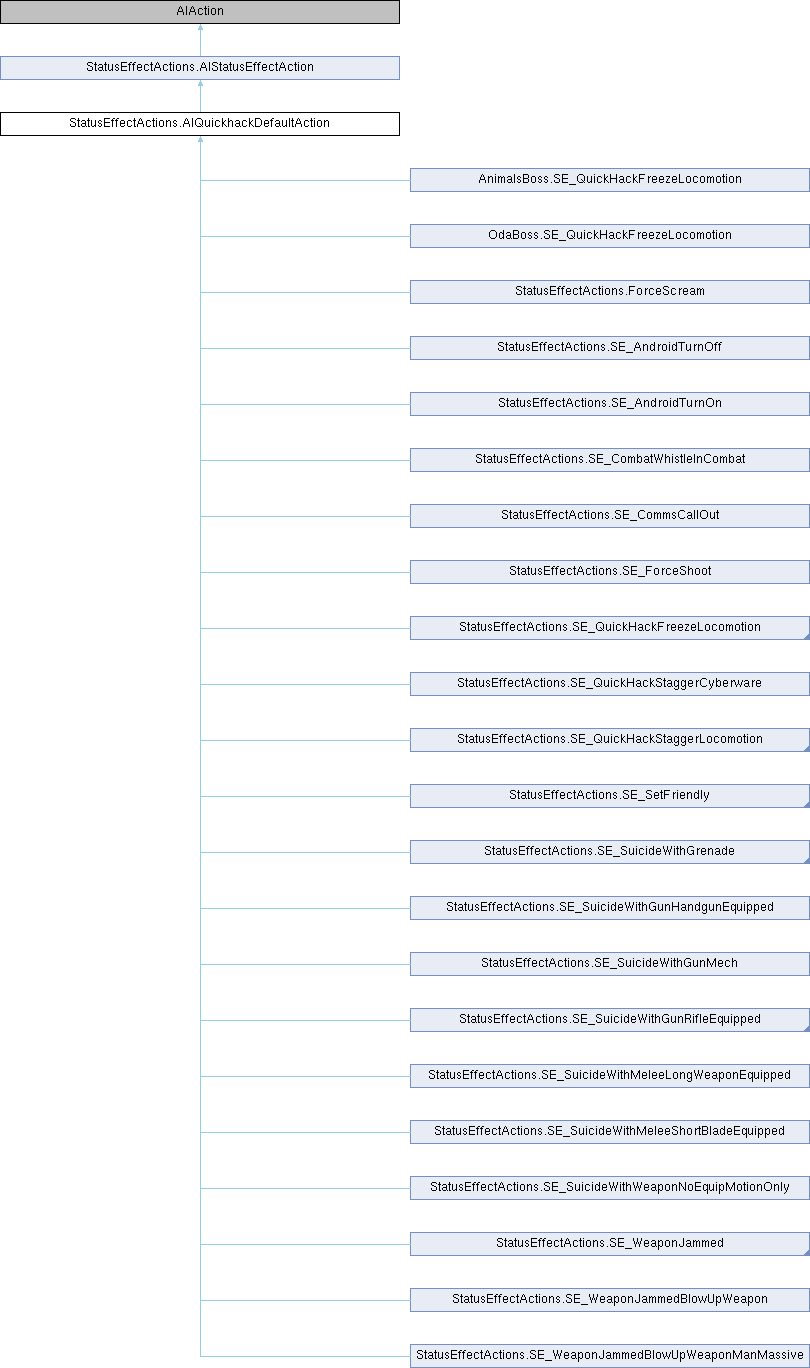 AIAction
StatusEffectActions.AIStatusEffectAction
StatusEffectActions.AIQuickhackDefaultAction
AnimalsBoss.SE_QuickHackFreezeLocomotion
OdaBoss.SE_QuickHackFreezeLocomotion
StatusEffectActions.ForceScream
StatusEffectActions.SE_AndroidTurnOff
StatusEffectActions.SE_AndroidTurnOn
StatusEffectActions.SE_CombatWhistleInCombat
StatusEffectActions.SE_CommsCallOut
StatusEffectActions.SE_ForceShoot
StatusEffectActions.SE_QuickHackFreezeLocomotion
StatusEffectActions.SE_QuickHackStaggerCyberware
StatusEffectActions.SE_QuickHackStaggerLocomotion
StatusEffectActions.SE_SetFriendly
StatusEffectActions.SE_SuicideWithGrenade
StatusEffectActions.SE_SuicideWithGunHandgunEquipped
StatusEffectActions.SE_SuicideWithGunMech
StatusEffectActions.SE_SuicideWithGunRifleEquipped
StatusEffectActions.SE_SuicideWithMeleeLongWeaponEquipped
StatusEffectActions.SE_SuicideWithMeleeShortBladeEquipped
StatusEffectActions.SE_SuicideWithWeaponNoEquipMotionOnly
StatusEffectActions.SE_WeaponJammed
StatusEffectActions.SE_WeaponJammedBlowUpWeapon
StatusEffectActions.SE_WeaponJammedBlowUpWeaponManMassive